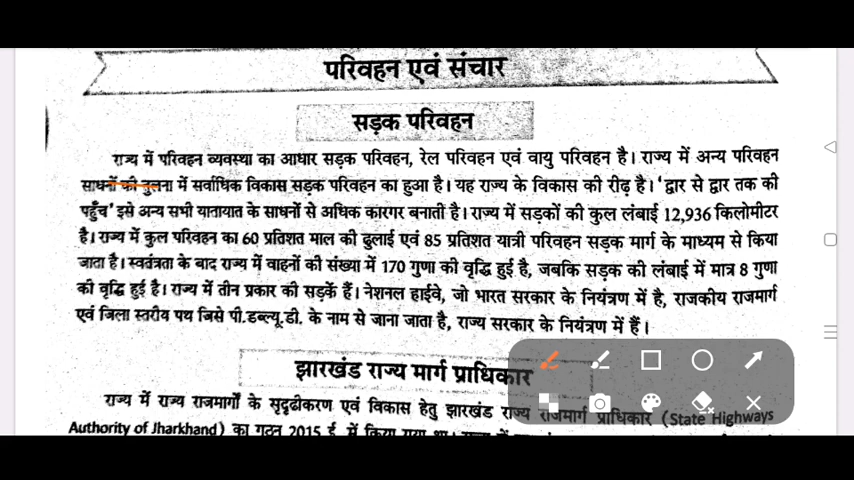 परिवहन एवं संचार
सड़क परिवहन
राज्य में परिवहन व्यवस्था का आधार सड़क परिवहन, रेल परिवहन एवं वायु परिवहन है। राज्य में अन्य परिवहन
साधनों की तुलना में सर्वाधिक विकास सड़क परिवहन का हुआ है। यह राज्य के विकास की रीढ़ है। 'द्वार से द्वार तक की
पहुँच' इसे अन्य सभी यातायात के साधनों से अधिक कारगर बनाती है। राज्य में सड़कों की कुल लंबाई 12,936 किलोमीटर
है। राज्य में कुल परिवहन का 60 प्रतिशत माल की ढुलाई एवं 85 प्रतिशत यात्री परिवहन सड़क मार्ग के माध्यम से किया
जाता है। स्वतंत्रता के बाद राज्य में वाहनों की संख्या में 170 गुणा की वृद्धि हुई है, जबकि सड़क की लंबाई में मात्र 8 गुणा
की वृद्धि हुई है। राज्य में तीन प्रकार की सड़कें हैं। नेशनल हाईवे, जो भारत सरकार के नियंत्रण में है, राजकीय राजमार्ग
एवं जिला स्तरीय पथ जिसे पी.डब्ल्यू.डी. के नाम से जाना जाता है, राज्य सरकार के नियंत्रण में हैं।
झारखंड राज्य मार्ग प्राधिकार
राज्य में राज्य राजमार्गों के सुदृढीकरण एवं विकास हेतु झारखंड राज्य राजमार्ग प्राधिकार (State Highways
Authority of Jharkhand) का गठन 2015 ई. में किया गया था।